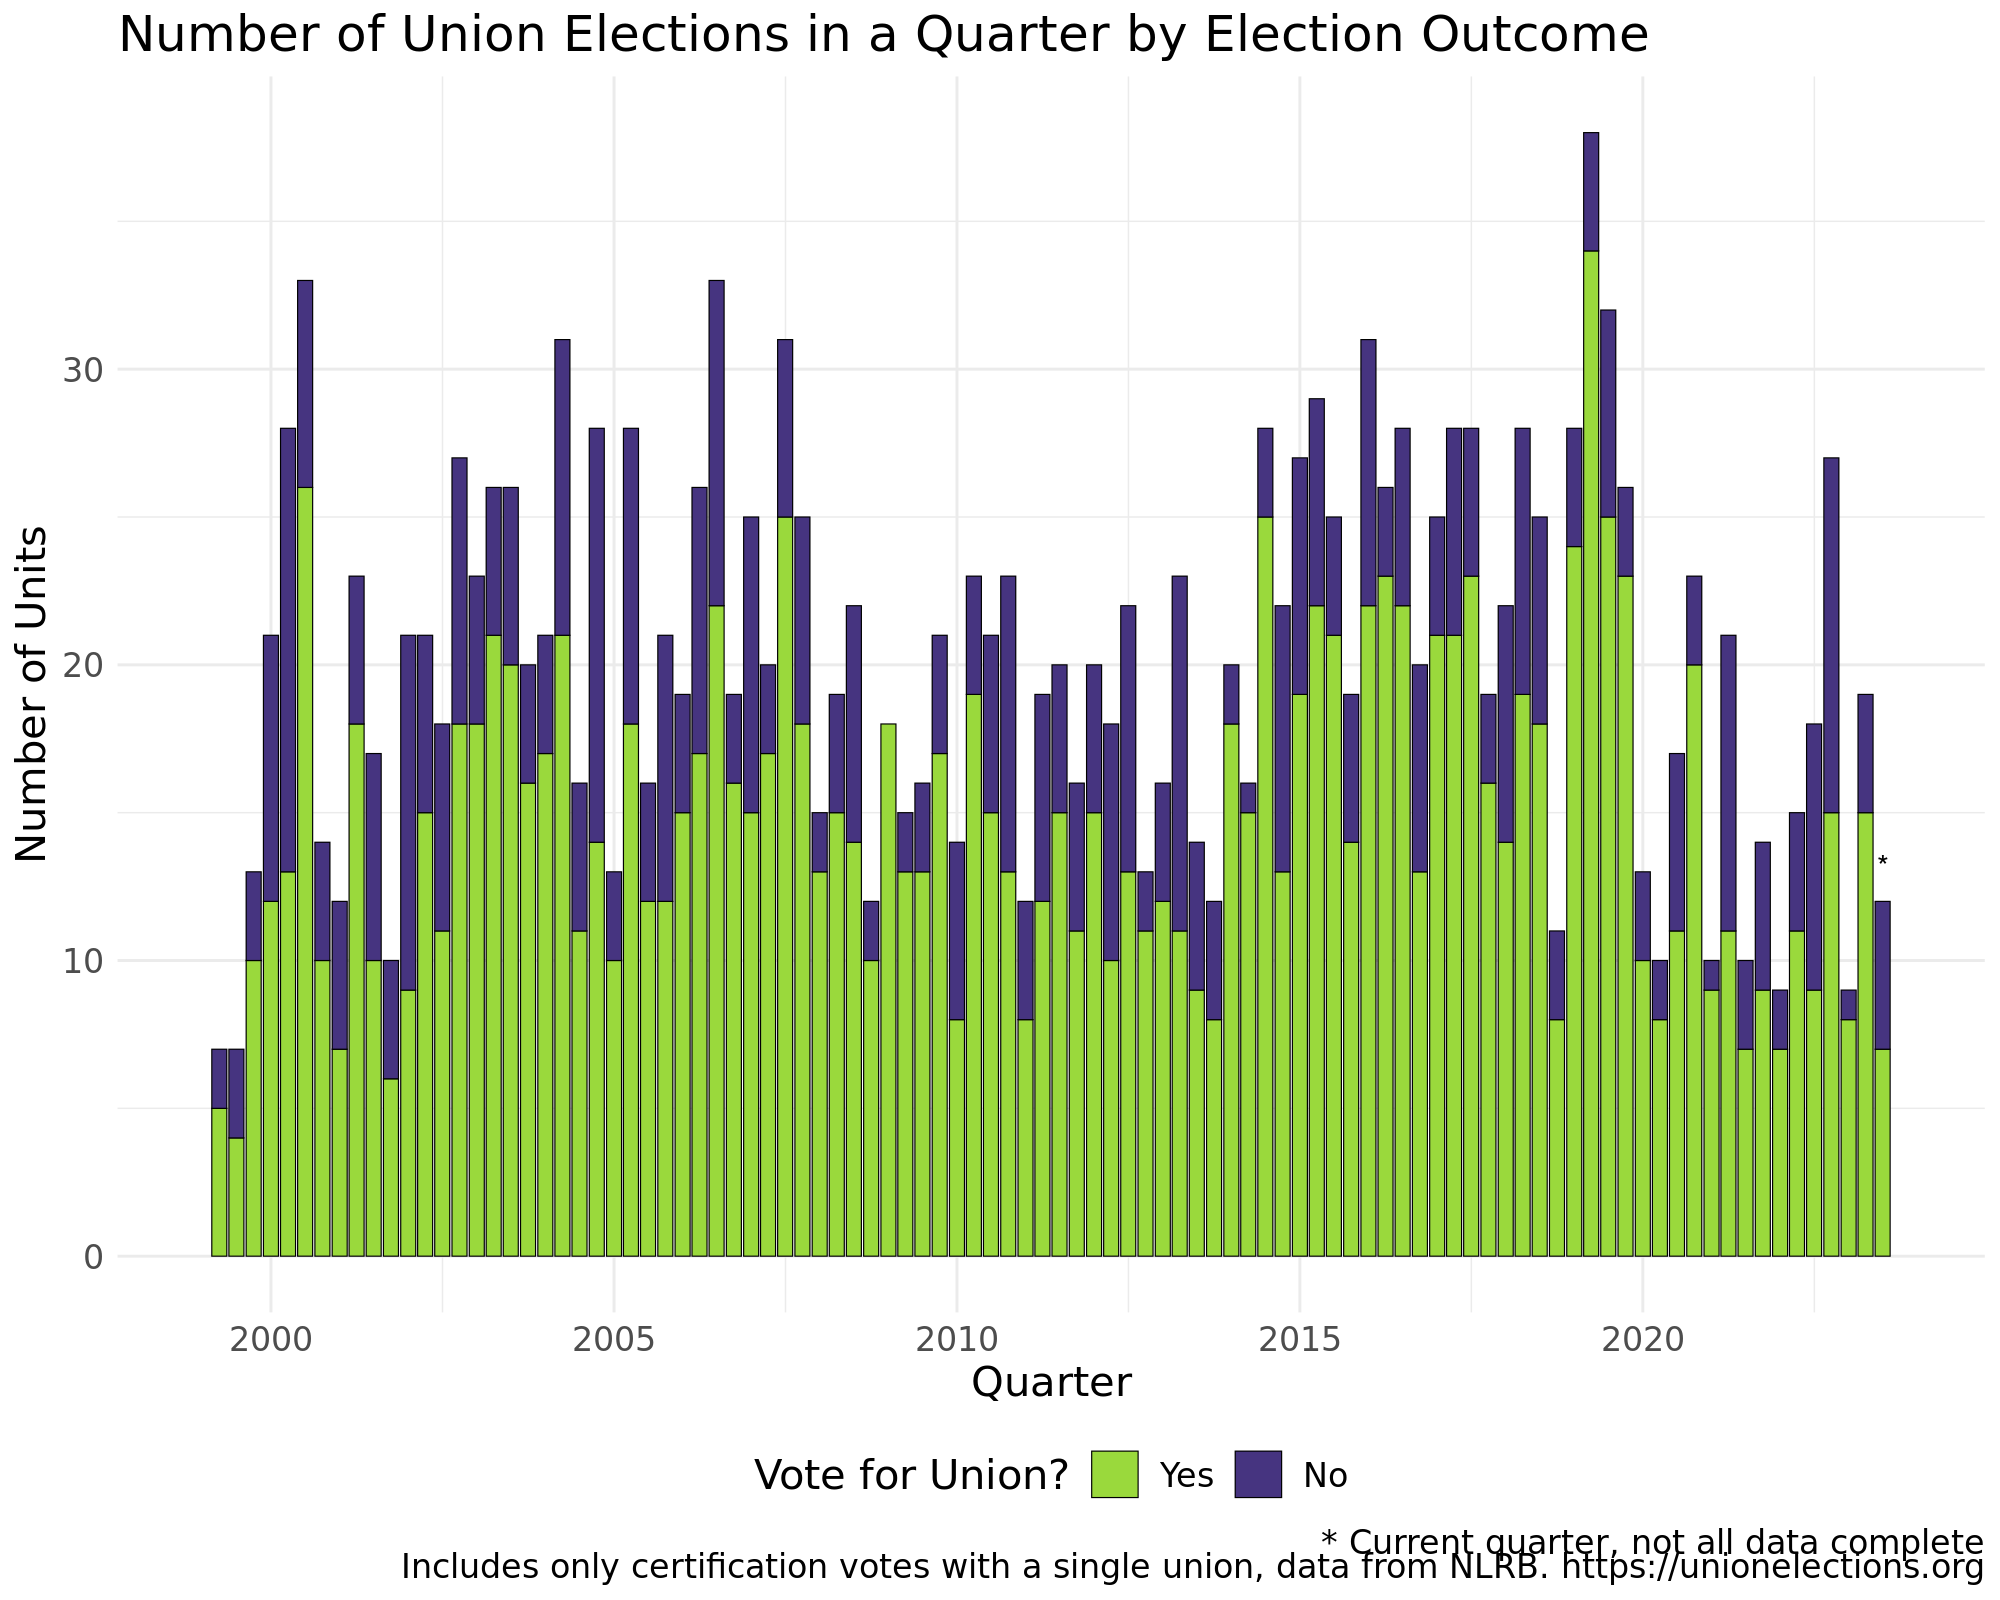 Number of Union Elections in a Quarter by Election Outcome
Number of Units
30
20
10
0
2000 2005 2010 2015 2020
*
Quarter
Vote for Union? Yes No
* Current quarter, not all data complete
Includes only certification votes with a single union, data from NLRB. https://unionelections.org